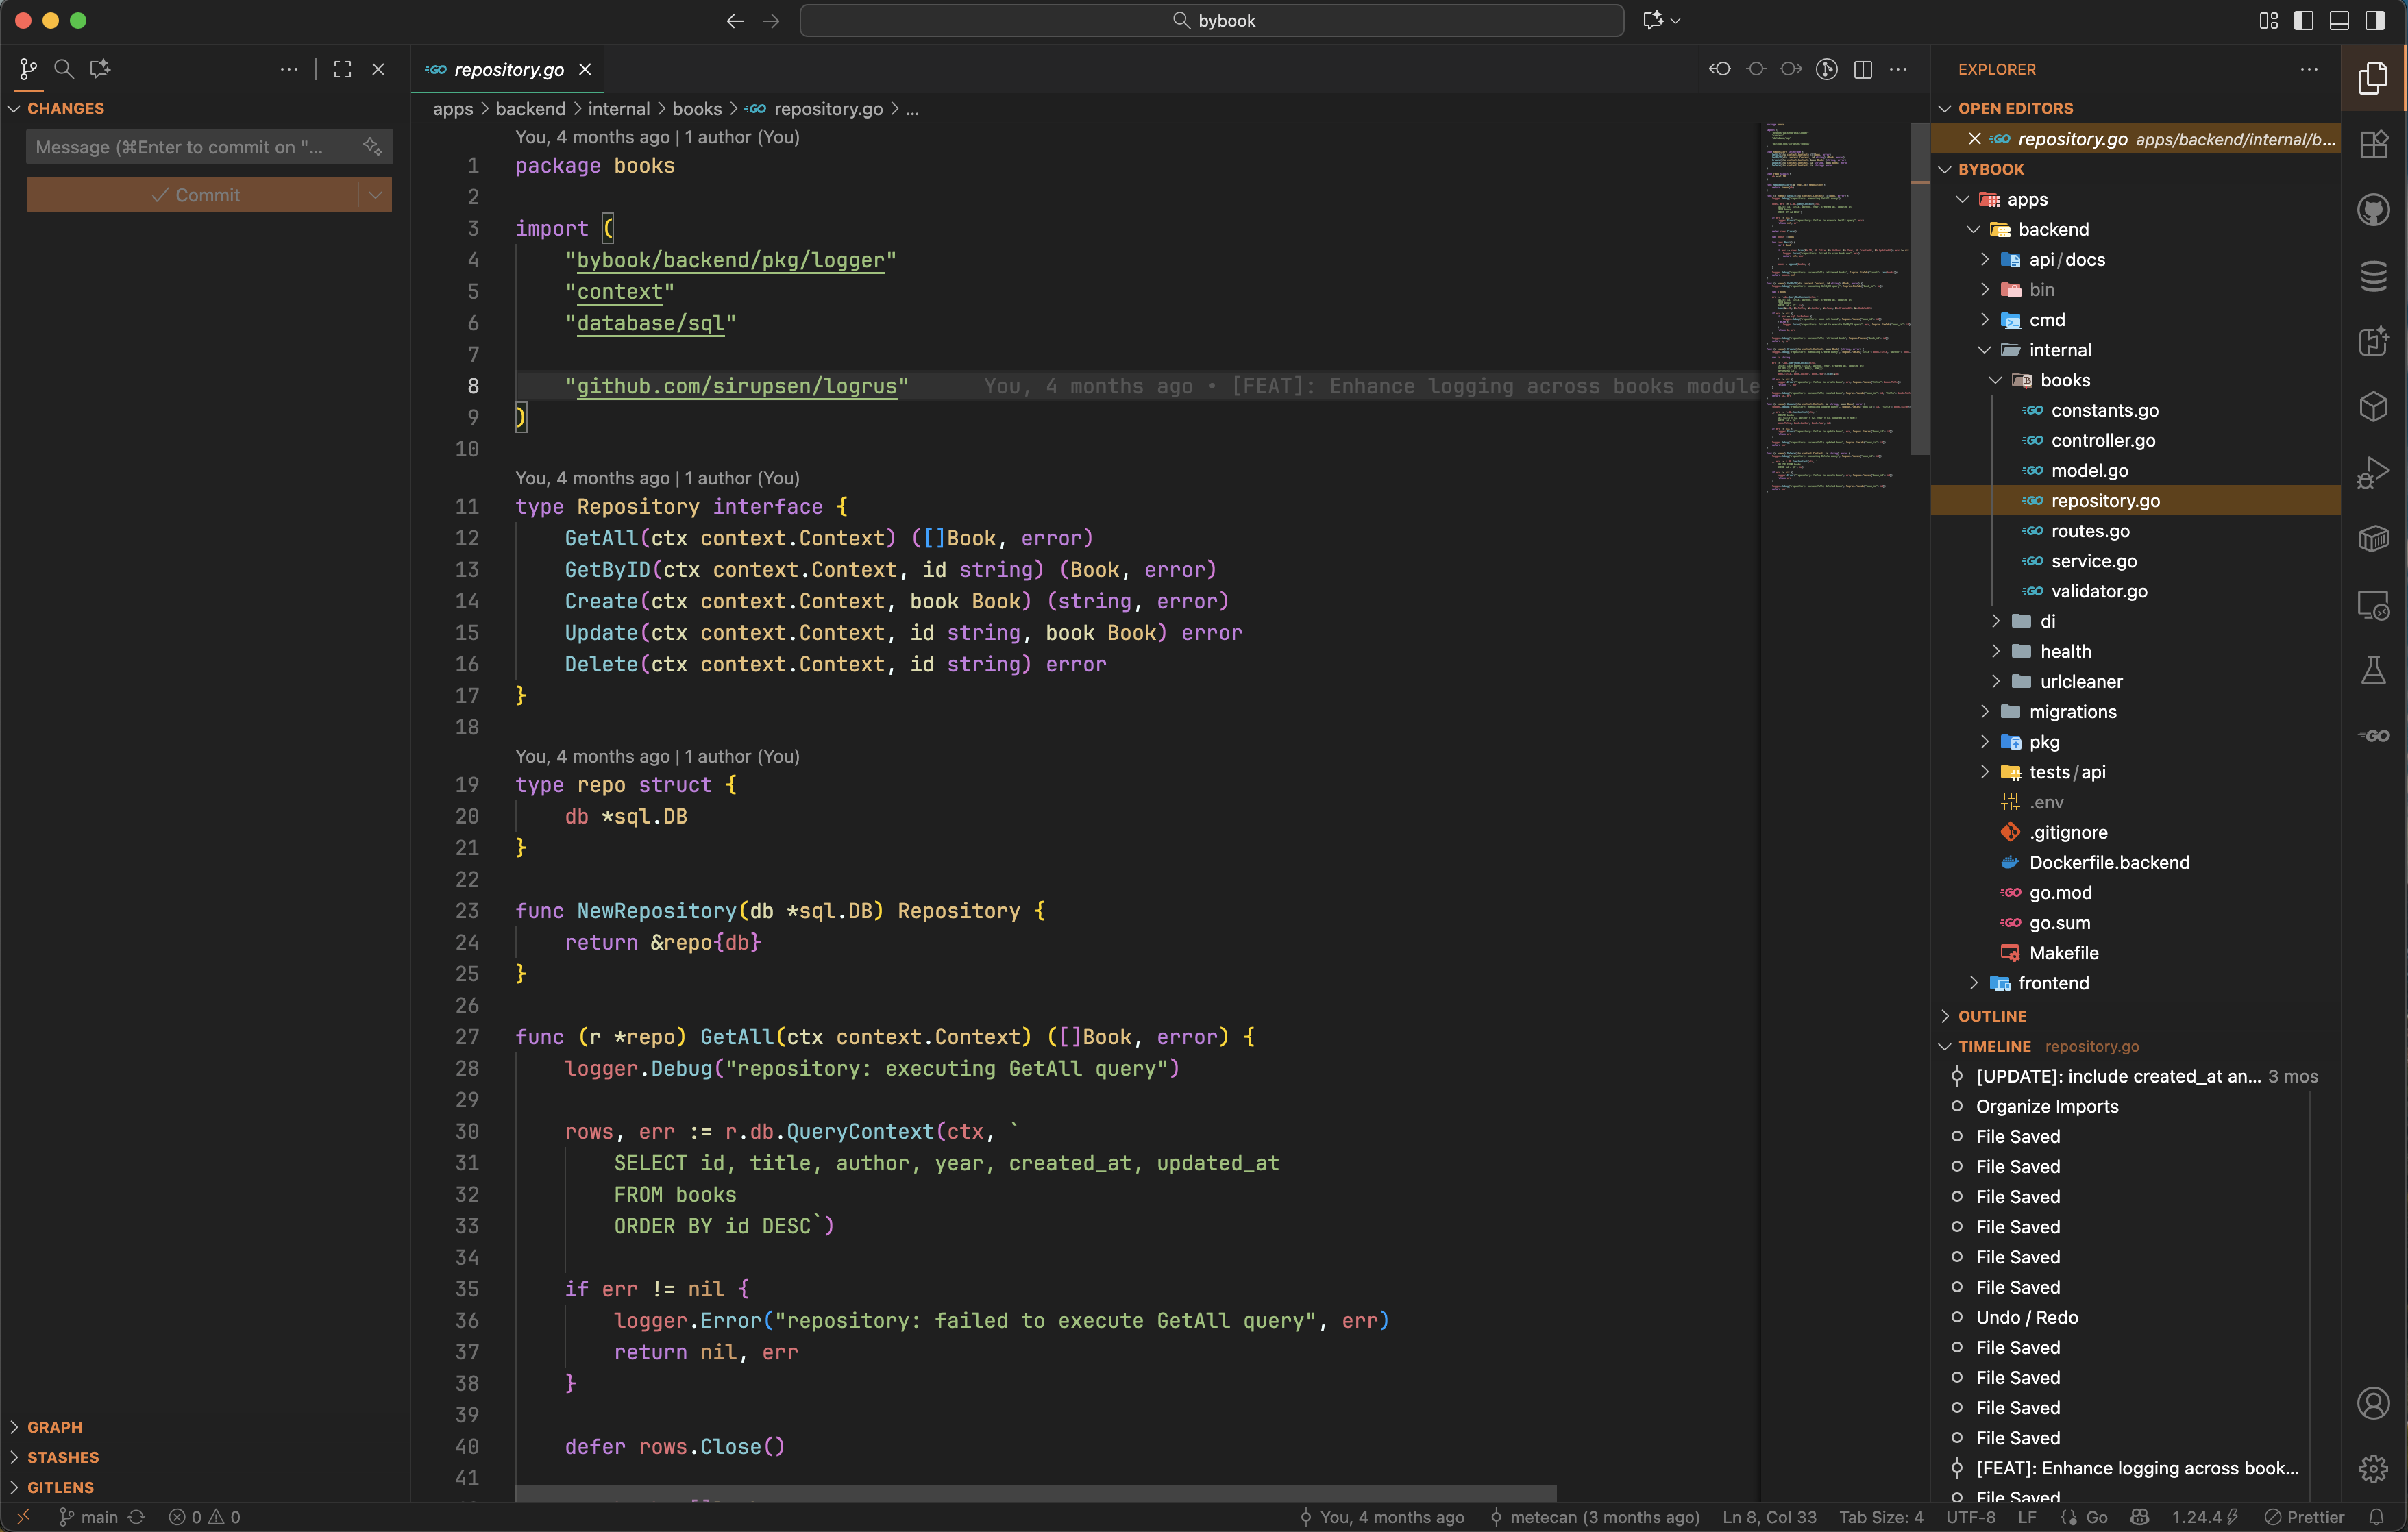 bybook
CHANGES
Message (⌘Enter to commit on "...
Commit
GRAPH
STASHES
GITLENS
repository.go
apps > backend > internal > books > repository.go > ...
You, 4 months ago | 1 author (You)
1 package books
2
3 import (
4 "bybook/backend/pkg/logger"
5 "context"
6 "database/sql"
7
8 "github.com/sirupsen/logrus" You, 4 months ago • [FEAT]: Enhance logging across books module
9 )
10
You, 4 months ago | 1 author (You)
11 type Repository interface {
12 GetAll(ctx context.Context) ([]Book, error)
13 GetByID(ctx context.Context, id string) (Book, error)
14 Create(ctx context.Context, book Book) (string, error)
15 Update(ctx context.Context, id string, book Book) error
16 Delete(ctx context.Context, id string) error
17 }
18
You, 4 months ago | 1 author (You)
19 type repo struct {
20 db *sql.DB
21 }
22
23 func NewRepository(db *sql.DB) Repository {
24 return &repo{db}
25 }
26
27 func (r *repo) GetAll(ctx context.Context) ([]Book, error) {
28 logger.Debug("repository: executing GetAll query")
29
30 rows, err := r.db.QueryContext(ctx, `
31 SELECT id, title, author, year, created_at, updated_at
32 FROM books
33 ORDER BY id DESC`)
34
35 if err != nil {
36 logger.Error("repository: failed to execute GetAll query", err)
37 return nil, err
38 }
39
40 defer rows.Close()
41
EXPLORER
OPEN EDITORS
GO repository.go apps/backend/internal/b...
BYBOOK
apps
backend
api/docs
bin
cmd
internal
books
GO constants.go
GO controller.go
GO model.go
GO repository.go
GO routes.go
GO service.go
GO validator.go
di
health
urlcleaner
migrations
pkg
tests/api
.env
.gitignore
Dockerfile.backend
GO go.mod
GO go.sum
Makefile
frontend
OUTLINE
TIMELINE repository.go
[UPDATE]: include created_at an... 3 mos
Organize Imports
File Saved
File Saved
File Saved
File Saved
File Saved
File Saved
Undo / Redo
File Saved
File Saved
File Saved
File Saved
[FEAT]: Enhance logging across book...
File Saved
GO
main
0 0
You, 4 months ago
metecan (3 months ago)
Ln 8, Col 33
Tab Size: 4
UTF-8
LF
Go
1.24.4
Prettier